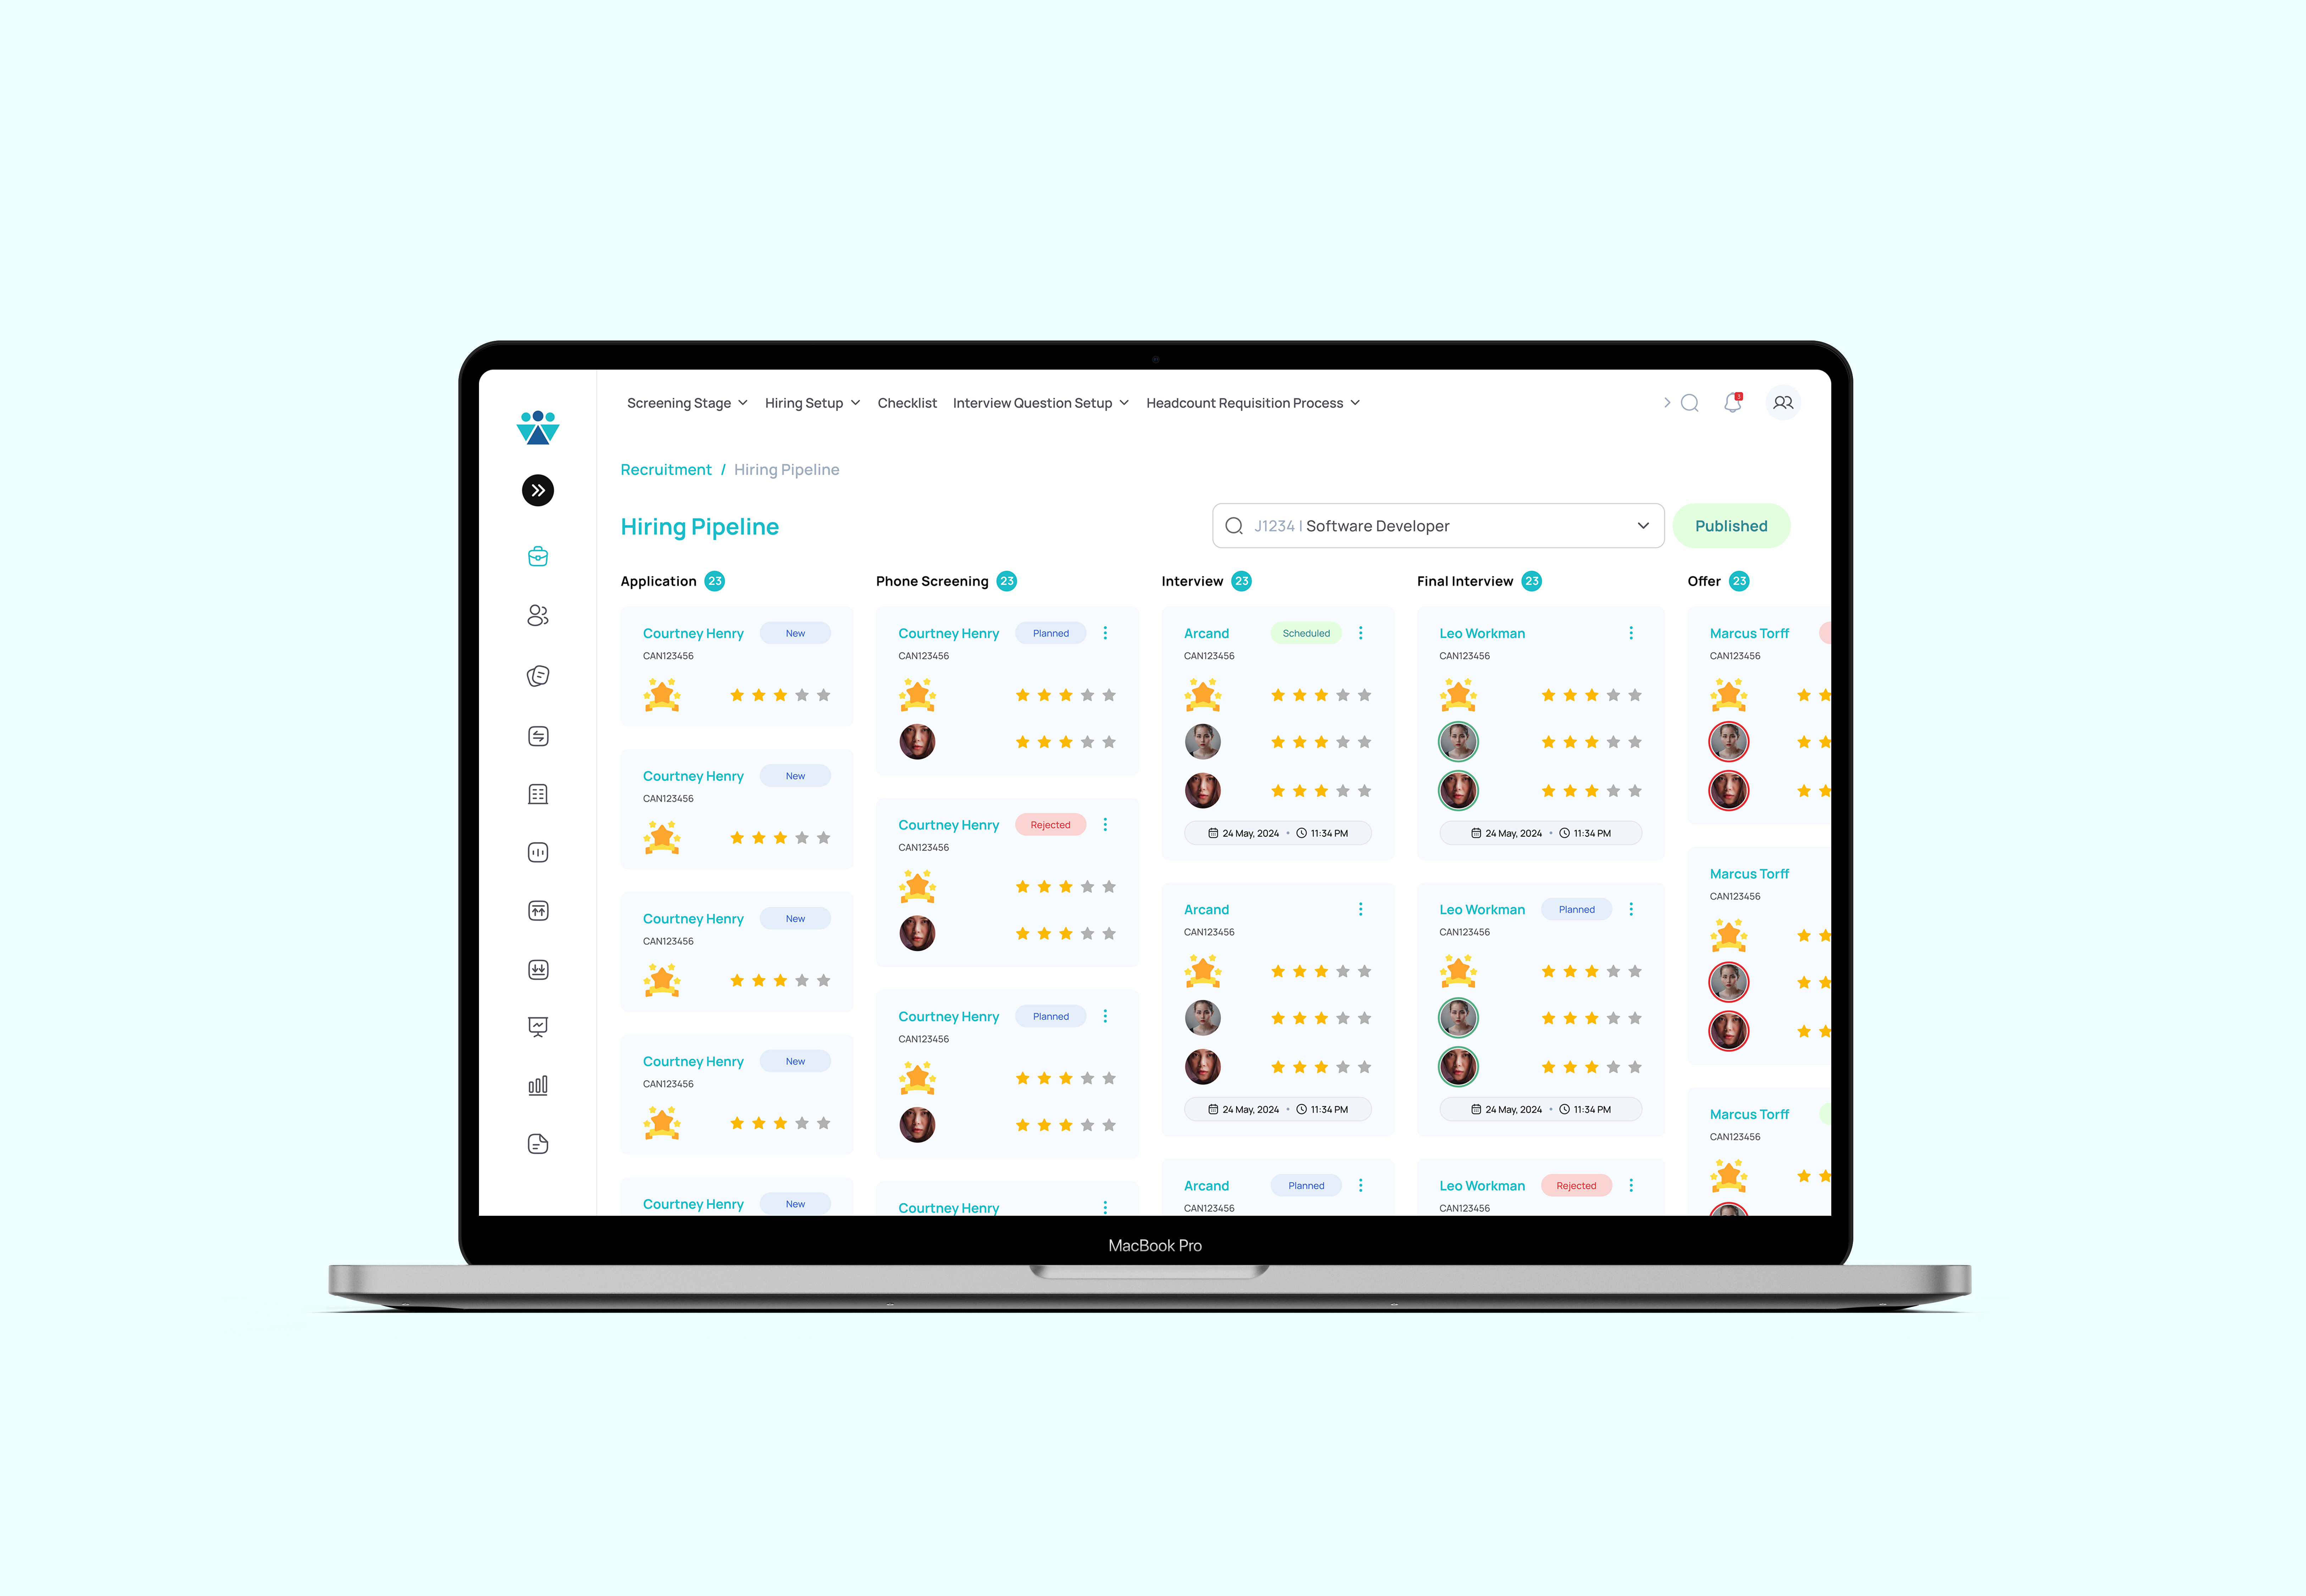 Screening Stage Hiring Setup Checklist Interview Question Setup Headcount Requisition Process 3
Recruitment / Hiring Pipeline
Hiring Pipeline J1234 | Software Developer Published
Application 23 Phone Screening 23 Interview 23 Final Interview 23 Offer 23
Courtney Henry New
CAN123456
Courtney Henry New
CAN123456
Courtney Henry New
CAN123456
Courtney Henry New
CAN123456
Courtney Henry New
Courtney Henry Planned
CAN123456
Courtney Henry Rejected
CAN123456
Courtney Henry Planned
CAN123456
Courtney Henry
Arcand Scheduled
CAN123456
24 May, 2024 • 11:34 PM
Arcand
CAN123456
24 May, 2024 • 11:34 PM
Arcand Planned
CAN123456
Leo Workman
CAN123456
24 May, 2024 • 11:34 PM
Leo Workman Planned
CAN123456
24 May, 2024 • 11:34 PM
Leo Workman Rejected
CAN123456
Marcus Torff
CAN123456
Marcus Torff
CAN123456
Marcus Torff
CAN123456
MacBook Pro